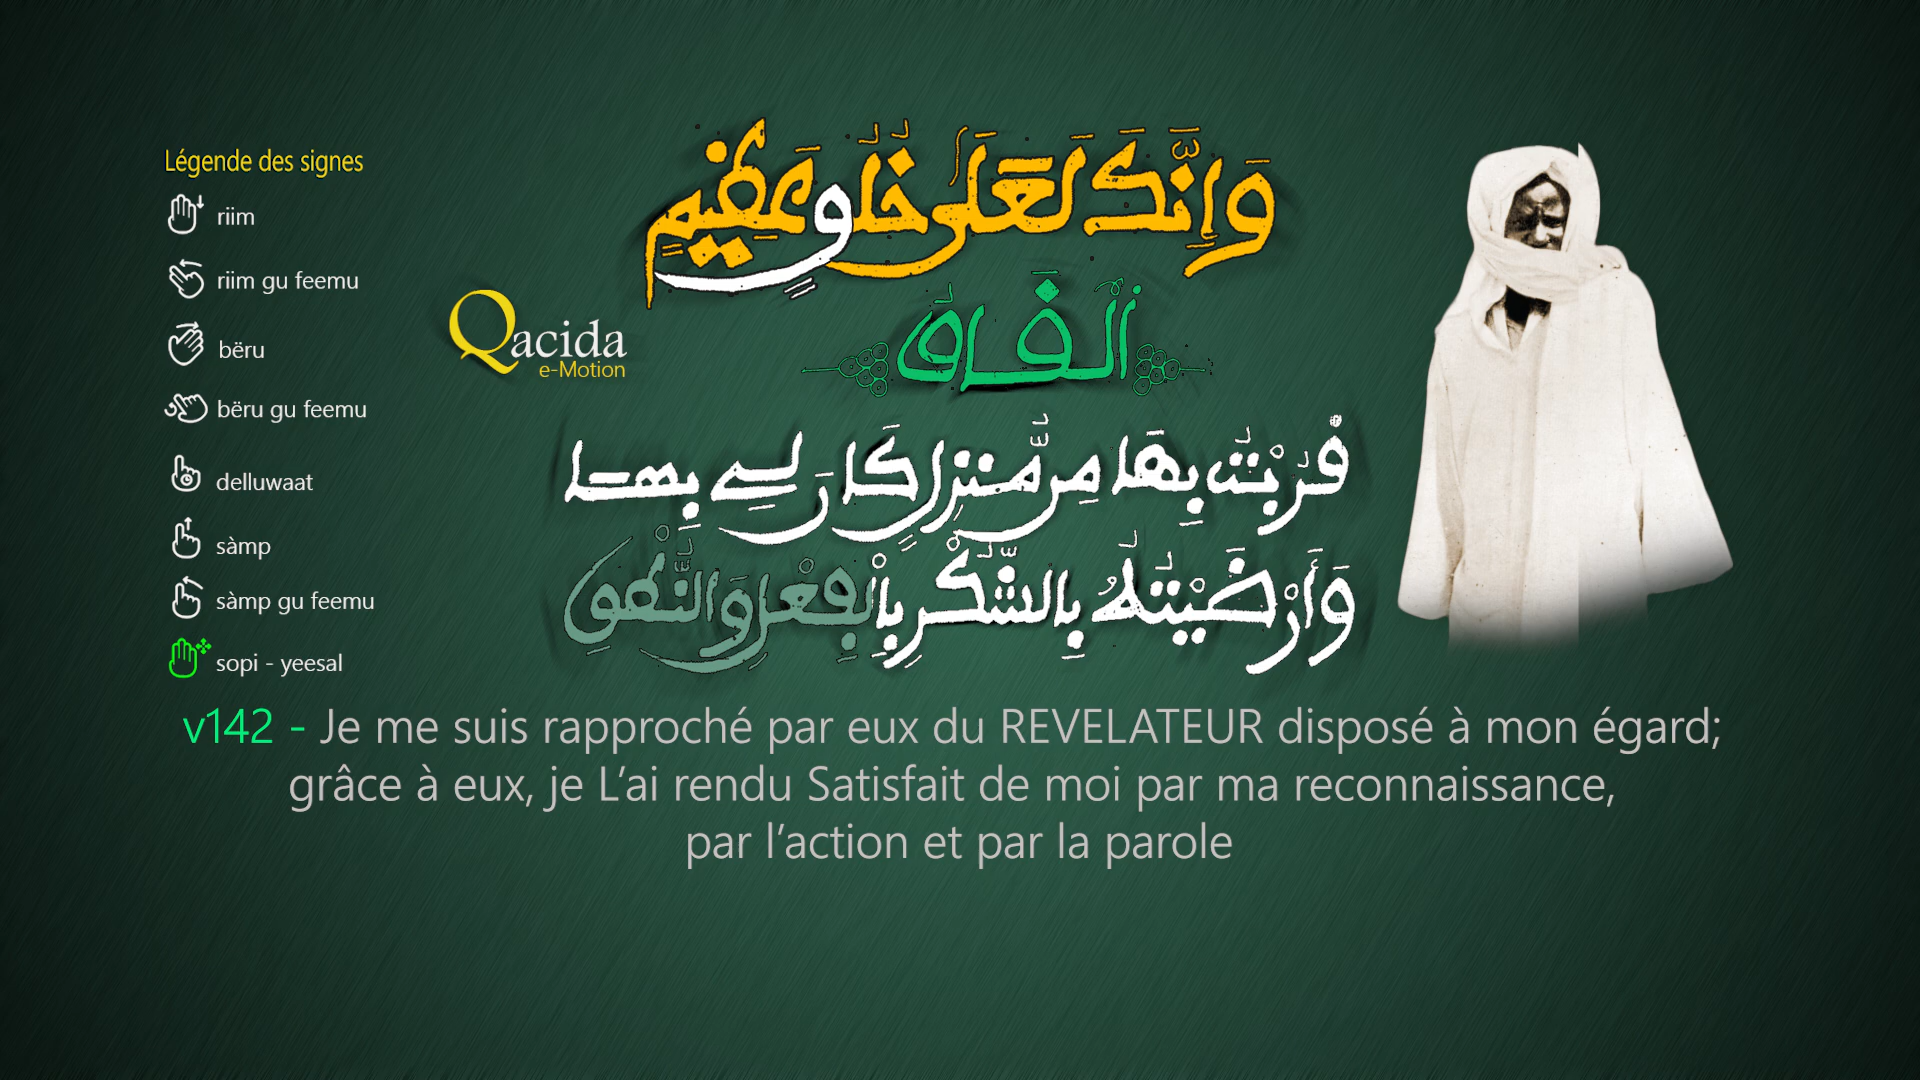 وَإِنَّكَ لَعَلَىٰ خُلُقٍ عَظِيمٍ
اَلْقَافُ
Légende des signes
riim
riim gu feemu
bëru
bëru gu feemu
delluwaat
sàmp
sàmp gu feemu
sopi - yeesal
Qacida
e-Motion
قَرُبْتُ بِهَا مِن مُّنزِلٍ كَانَ لِي بِهَا
وَأَرْضَيْتُهُ بِالشُّكْرِ بِالْفِعْلِ وَالنُّطْقِ
v142 - Je me suis rapproché par eux du REVELATEUR disposé à mon égard;
grâce à eux, je L’ai rendu Satisfait de moi par ma reconnaissance,
par l’action et par la parole